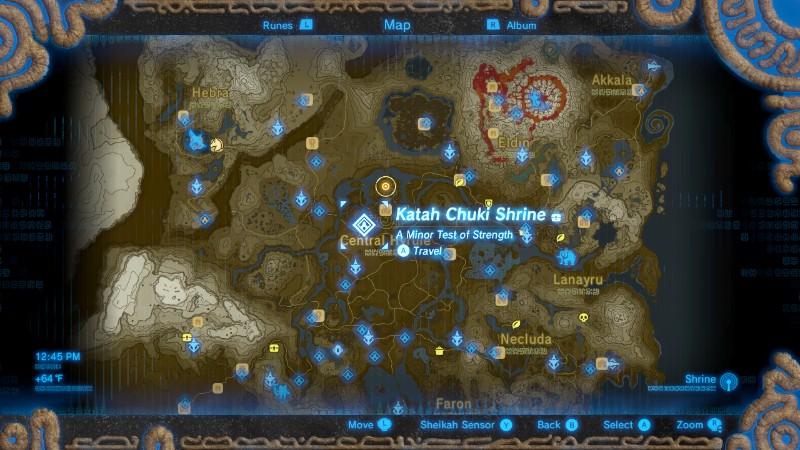 Runes L Map R Album
Hebra
Akkala
Eldin
Katah Chuki Shrine
A Minor Test of Strength
Central Hyrule
A Travel
Lanayru
Necluda
Faron
12:45 PM
+64°F
Shrine
Move L Sheikah Sensor Y Back B Select A Zoom R